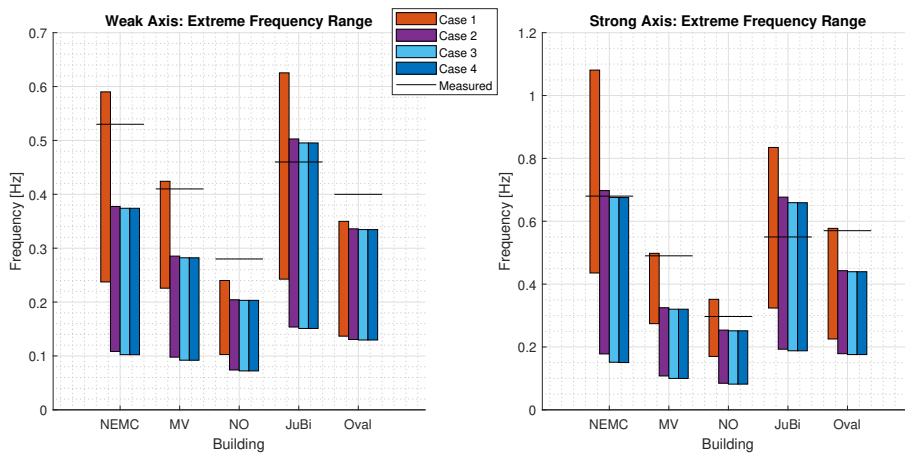 Weak Axis: Extreme Frequency Range
0.7
0.6
0.5
0.4
0.3
0.2
0.1
0
Frequency [Hz]
NEMC MV NO JuBi Oval
Building
Case 1
Case 2
Case 3
Case 4
Measured
Strong Axis: Extreme Frequency Range
1.2
1
0.8
0.6
0.4
0.2
0
Frequency [Hz]
NEMC MV NO JuBi Oval
Building